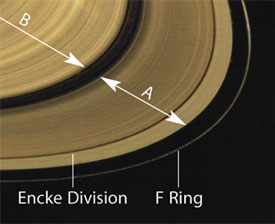 B
A
Encke Division
F Ring